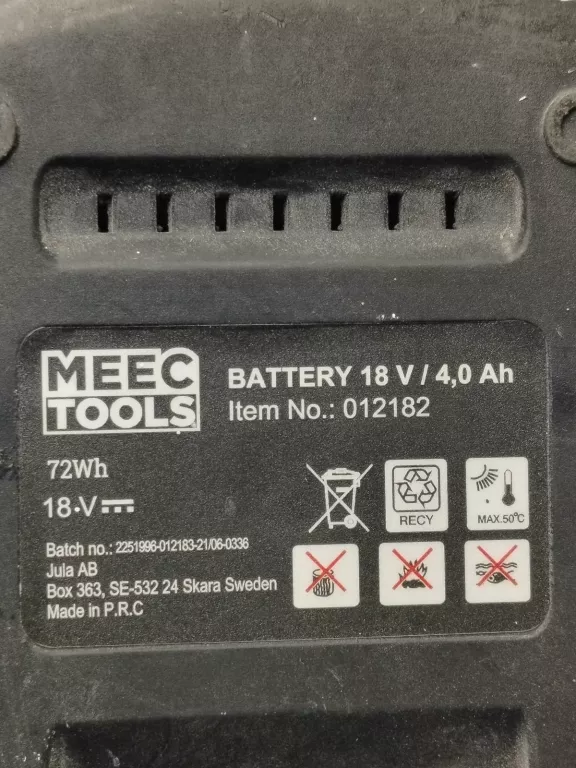 MEEC
TOOLS
BATTERY 18 V / 4,0 Ah
Item No.: 012182
72Wh
18·V
RECY
MAX.50°C
Batch no.: 2251996-012183-21/06-0336
Jula AB
Box 363, SE-532 24 Skara Sweden
Made in P.R.C